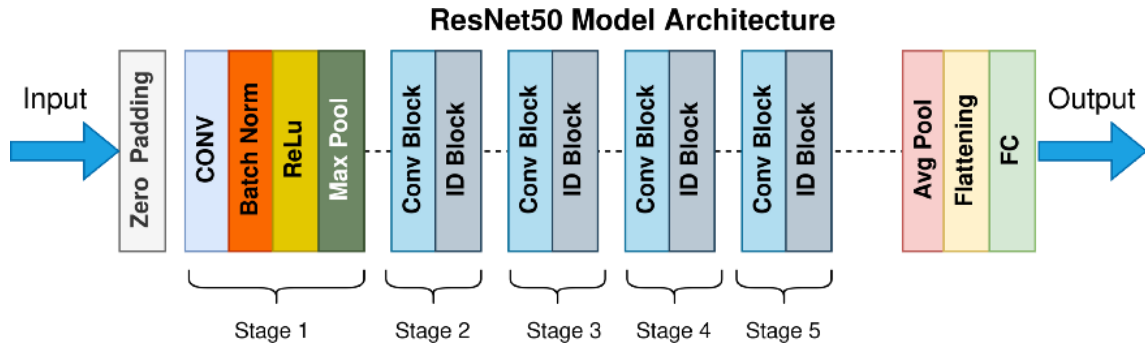 ResNet50 Model Architecture
Input
Zero Padding
CONV
Batch Norm
ReLu
Max Pool
Conv Block
ID Block
Conv Block
ID Block
Conv Block
ID Block
Conv Block
ID Block
Avg Pool
Flattening
FC
Output
Stage 1
Stage 2
Stage 3
Stage 4
Stage 5